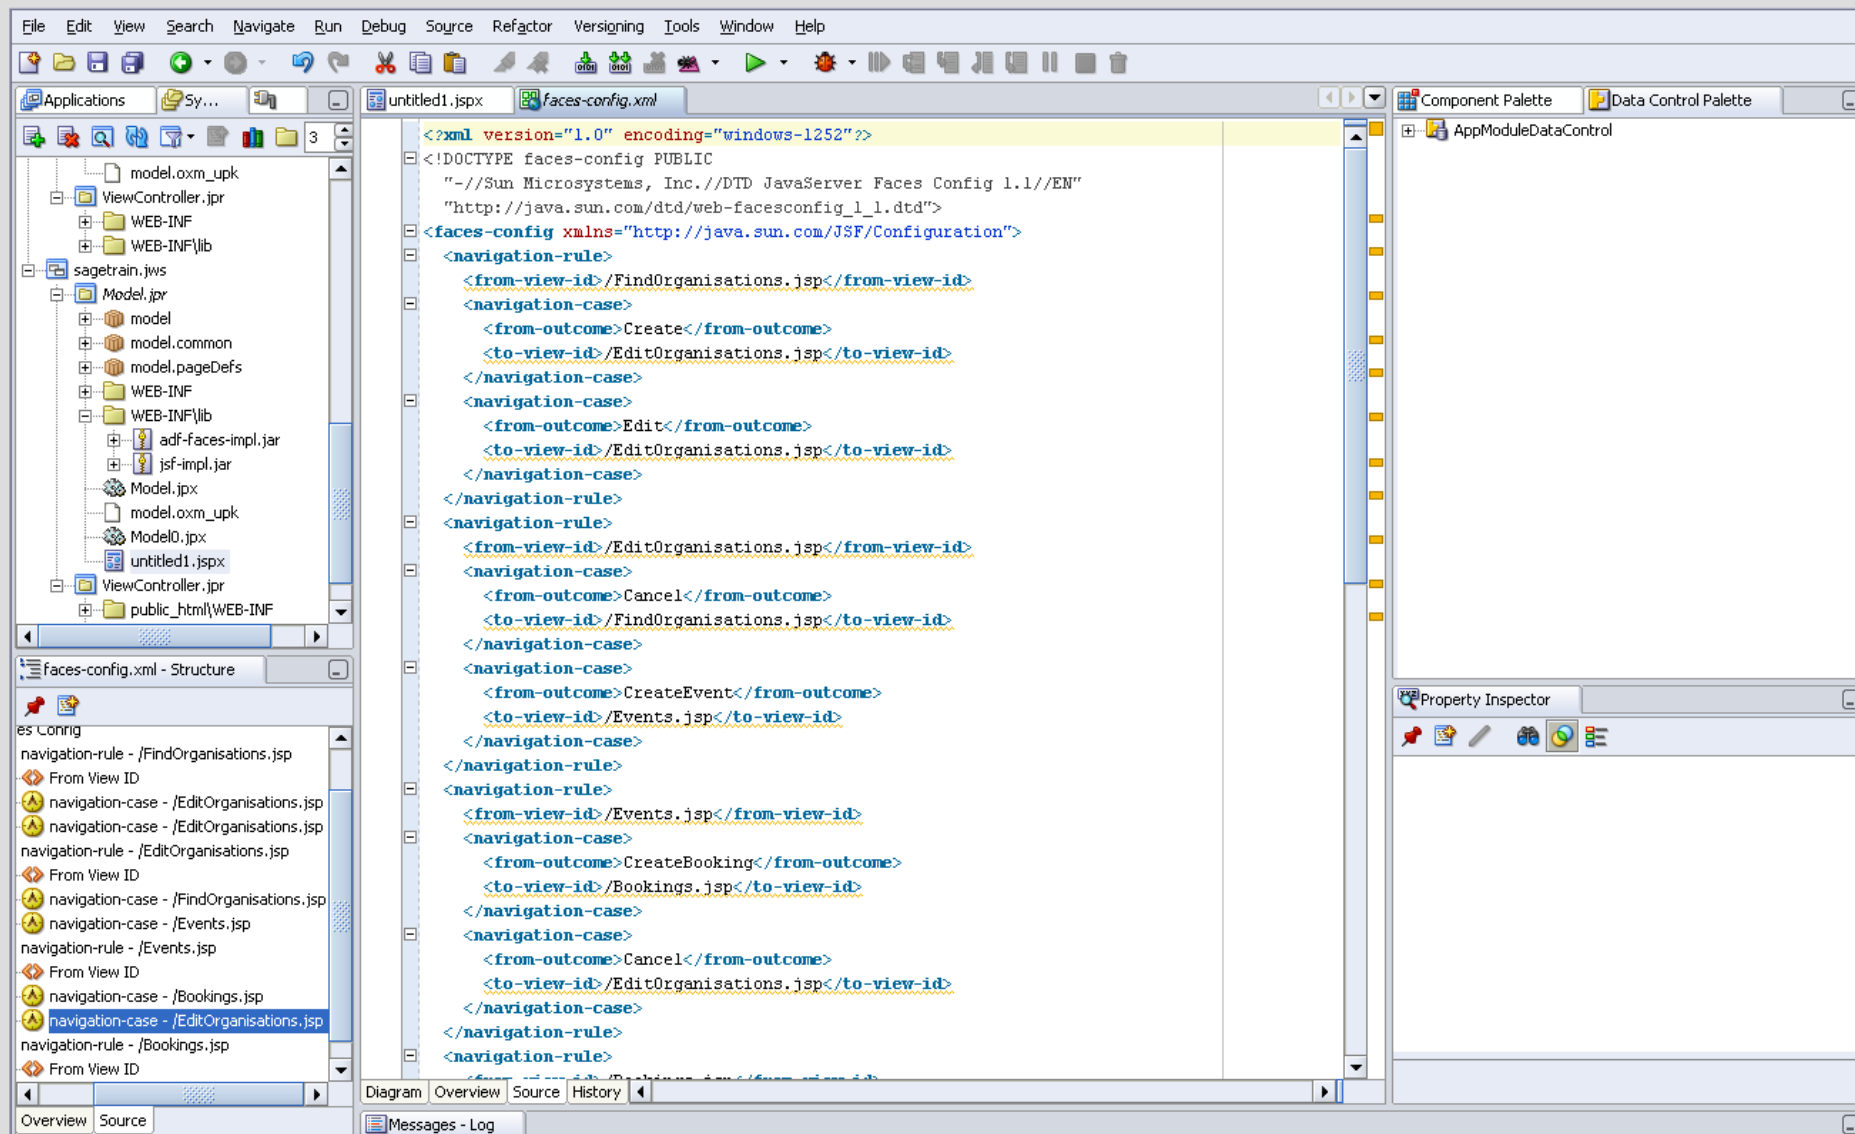 File Edit View Search Navigate Run Debug Source Refactor Versioning Tools Window Help
Applications
Sy...
3
model.oxm_upk
ViewController.jpr
WEB-INF
WEB-INF\lib
sagetrain.jws
Model.jpr
model
model.common
model.pageDefs
WEB-INF
WEB-INF\lib
adf-faces-impl.jar
jsf-impl.jar
Model.jpx
model.oxm_upk
Model0.jpx
untitled1.jspx
ViewController.jpr
public_html\WEB-INF
faces-config.xml - Structure
es Config
navigation-rule - /FindOrganisations.jsp
From View ID
navigation-case - /EditOrganisations.jsp
navigation-case - /EditOrganisations.jsp
navigation-rule - /EditOrganisations.jsp
From View ID
navigation-case - /FindOrganisations.jsp
navigation-case - /Events.jsp
navigation-rule - /Events.jsp
From View ID
navigation-case - /Bookings.jsp
navigation-case - /EditOrganisations.jsp
navigation-rule - /Bookings.jsp
From View ID
Overview Source
untitled1.jspx
faces-config.xml
<?xml version="1.0" encoding="windows-1252"?>
<!DOCTYPE faces-config PUBLIC
"-//Sun Microsystems, Inc.//DTD JavaServer Faces Config 1.1//EN"
"http://java.sun.com/dtd/web-facesconfig_1_1.dtd">
<faces-config xmlns="http://java.sun.com/JSF/Configuration">
<navigation-rule>
<from-view-id>/FindOrganisations.jsp</from-view-id>
<navigation-case>
<from-outcome>Create</from-outcome>
<to-view-id>/EditOrganisations.jsp</to-view-id>
</navigation-case>
<navigation-case>
<from-outcome>Edit</from-outcome>
<to-view-id>/EditOrganisations.jsp</to-view-id>
</navigation-case>
</navigation-rule>
<navigation-rule>
<from-view-id>/EditOrganisations.jsp</from-view-id>
<navigation-case>
<from-outcome>Cancel</from-outcome>
<to-view-id>/FindOrganisations.jsp</to-view-id>
</navigation-case>
<navigation-case>
<from-outcome>CreateEvent</from-outcome>
<to-view-id>/Events.jsp</to-view-id>
</navigation-case>
</navigation-rule>
<navigation-rule>
<from-view-id>/Events.jsp</from-view-id>
<navigation-case>
<from-outcome>CreateBooking</from-outcome>
<to-view-id>/Bookings.jsp</to-view-id>
</navigation-case>
<navigation-case>
<from-outcome>Cancel</from-outcome>
<to-view-id>/EditOrganisations.jsp</to-view-id>
</navigation-case>
</navigation-rule>
<navigation-rule>
Diagram Overview Source History
Messages - Log
Component Palette
Data Control Palette
AppModuleDataControl
Property Inspector